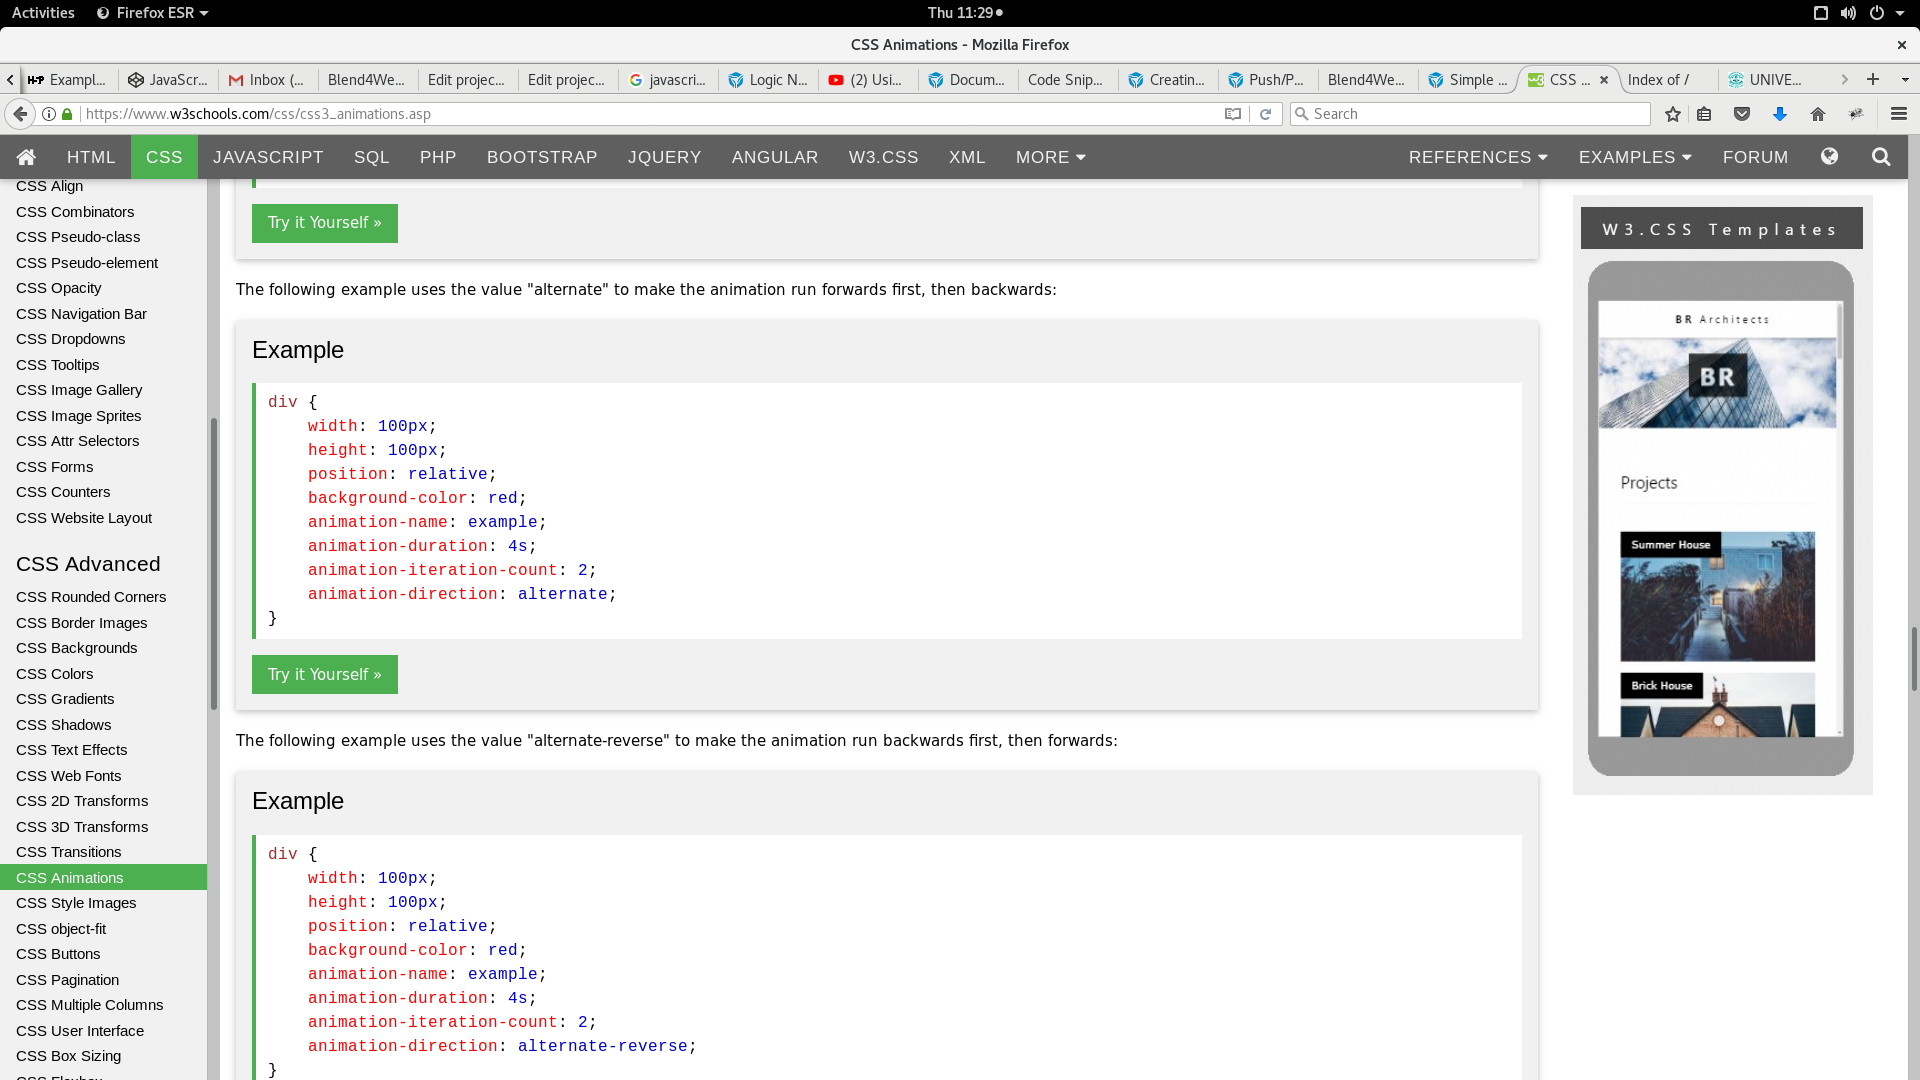 Activities
Firefox ESR
Thu 11:29
CSS Animations - Mozilla Firefox
H+P Exampl...
JavaScr...
Inbox (...
Blend4We...
Edit projec...
Edit projec...
javascri...
Logic N...
(2) Usi...
Docum...
Code Snip...
Creatin...
Push/P...
Blend4We...
Simple ...
CSS ...
Index of /
UNIVE...
https://www.w3schools.com/css/css3_animations.asp
Search
HTML
CSS
JAVASCRIPT
SQL
PHP
BOOTSTRAP
JQUERY
ANGULAR
W3.CSS
XML
MORE
REFERENCES
EXAMPLES
FORUM
CSS Align
CSS Combinators
CSS Pseudo-class
CSS Pseudo-element
CSS Opacity
CSS Navigation Bar
CSS Dropdowns
CSS Tooltips
CSS Image Gallery
CSS Image Sprites
CSS Attr Selectors
CSS Forms
CSS Counters
CSS Website Layout
CSS Advanced
CSS Rounded Corners
CSS Border Images
CSS Backgrounds
CSS Colors
CSS Gradients
CSS Shadows
CSS Text Effects
CSS Web Fonts
CSS 2D Transforms
CSS 3D Transforms
CSS Transitions
CSS Animations
CSS Style Images
CSS object-fit
CSS Buttons
CSS Pagination
CSS Multiple Columns
CSS User Interface
CSS Box Sizing
CSS Flexbox
Try it Yourself »
The following example uses the value "alternate" to make the animation run forwards first, then backwards:
Example
div {
width: 100px;
height: 100px;
position: relative;
background-color: red;
animation-name: example;
animation-duration: 4s;
animation-iteration-count: 2;
animation-direction: alternate;
}
Try it Yourself »
The following example uses the value "alternate-reverse" to make the animation run backwards first, then forwards:
Example
div {
width: 100px;
height: 100px;
position: relative;
background-color: red;
animation-name: example;
animation-duration: 4s;
animation-iteration-count: 2;
animation-direction: alternate-reverse;
}
W3.CSS Templates
BR Architects
BR
Projects
Summer House
Brick House